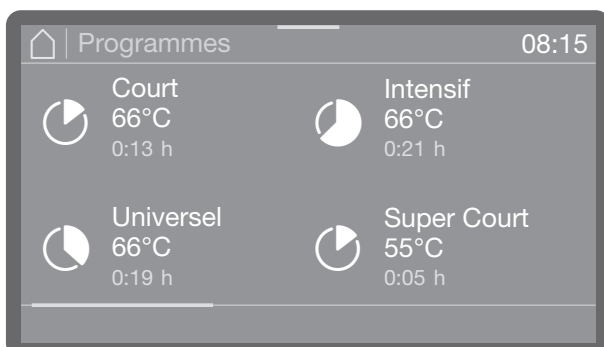 Programmes 08:15
Court
66°C
0:13 h
Intensif
66°C
0:21 h
Universel
66°C
0:19 h
Super Court
55°C
0:05 h